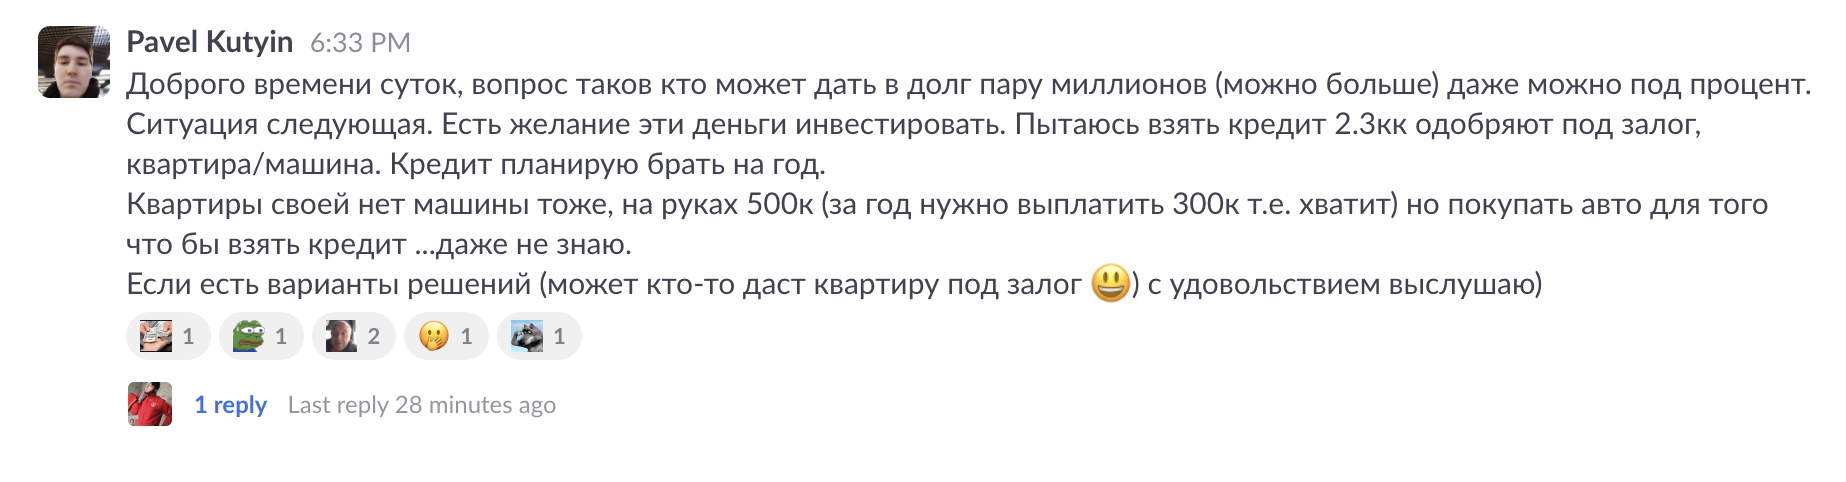 Pavel Kutyin 6:33 PM
Доброго времени суток, вопрос таков кто может дать в долг пару миллионов (можно больше) даже можно под процент.
Ситуация следующая. Есть желание эти деньги инвестировать. Пытаюсь взять кредит 2.3кк одобряют под залог,
квартира/машина. Кредит планирую брать на год.
Квартиры своей нет машины тоже, на руках 500к (за год нужно выплатить 300к т.е. хватит) но покупать авто для того
что бы взять кредит ...даже не знаю.
Если есть варианты решений (может кто-то даст квартиру под залог 😃) с удовольствием выслушаю)
1 1 2 1 1
1 reply Last reply 28 minutes ago